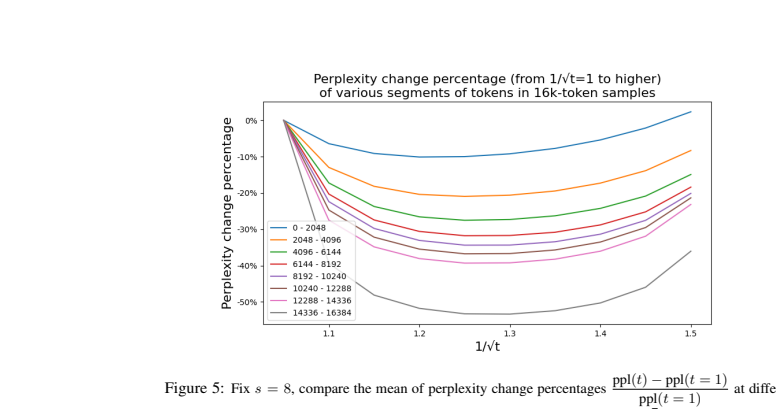 Perplexity change percentage (from 1/√t=1 to higher)
of various segments of tokens in 16k-token samples
Perplexity change percentage
0%
-10%
-20%
-30%
-40%
-50%
0 - 2048
2048 - 4096
4096 - 6144
6144 - 8192
8192 - 10240
10240 - 12288
12288 - 14336
14336 - 16384
1.1
1.2
1.3
1.4
1.5
1/√t
Figure 5: Fix s = 8, compare the mean of perplexity change percentages (ppl(t) − ppl(t = 1))/ppl(t = 1) at diffe